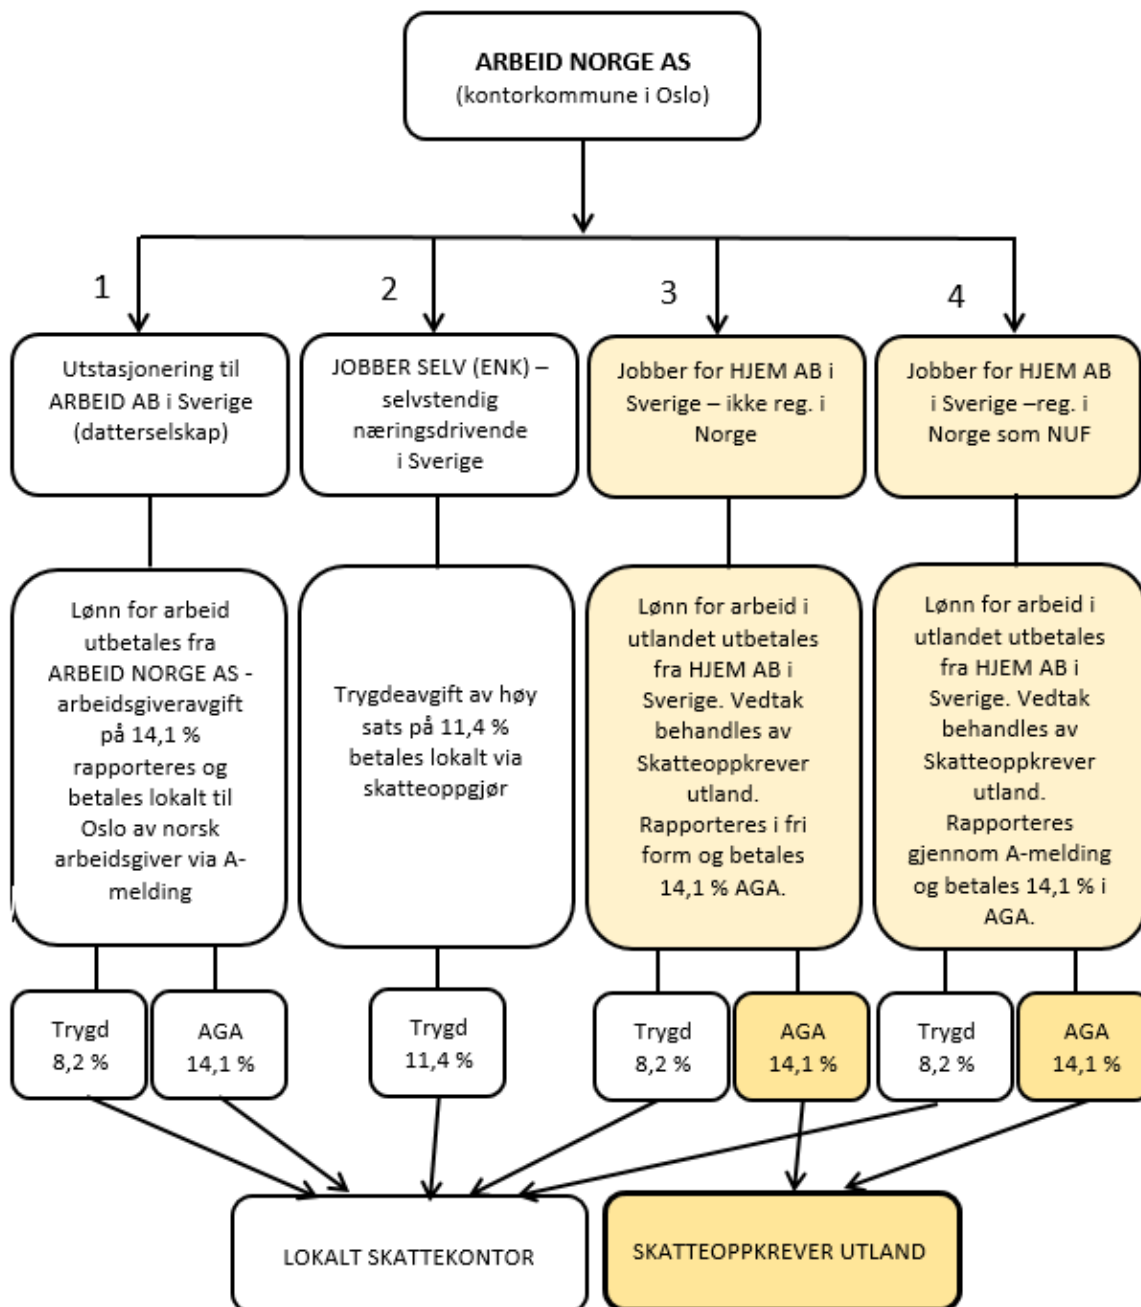 ARBEID NORGE AS
(kontorkommune i Oslo)
1
2
3
4
Utstasjonering til
ARBEID AB i Sverige
(datterselskap)
JOBBER SELV (ENK) –
selvstendig
næringsdrivende
i Sverige
Jobber for HJEM AB i
Sverige – ikke reg. i
Norge
Jobber for HJEM AB
i Sverige –reg. i
Norge som NUF
Lønn for arbeid
utbetales fra
ARBEID NORGE AS -
arbeidsgiveravgift
på 14,1 %
rapporteres og
betales lokalt til
Oslo av norsk
arbeidsgiver via A-
melding
Trygdeavgift av høy
sats på 11,4 %
betales lokalt via
skatteoppgjør
Lønn for arbeid i
utlandet utbetales
fra HJEM AB i
Sverige. Vedtak
behandles av
Skatteoppkrever
utland.
Rapporteres i fri
form og betales
14,1 % AGA.
Lønn for arbeid i
utlandet utbetales
fra HJEM AB i
Sverige. Vedtak
behandles av
Skatteoppkrever
utland.
Rapporteres
gjennom A-melding
og betales 14,1 % i
AGA.
Trygd
8,2 %
AGA
14,1 %
Trygd
11,4 %
Trygd
8,2 %
AGA
14,1 %
Trygd
8,2 %
AGA
14,1 %
LOKALT SKATTEKONTOR
SKATTEOPPKREVER UTLAND